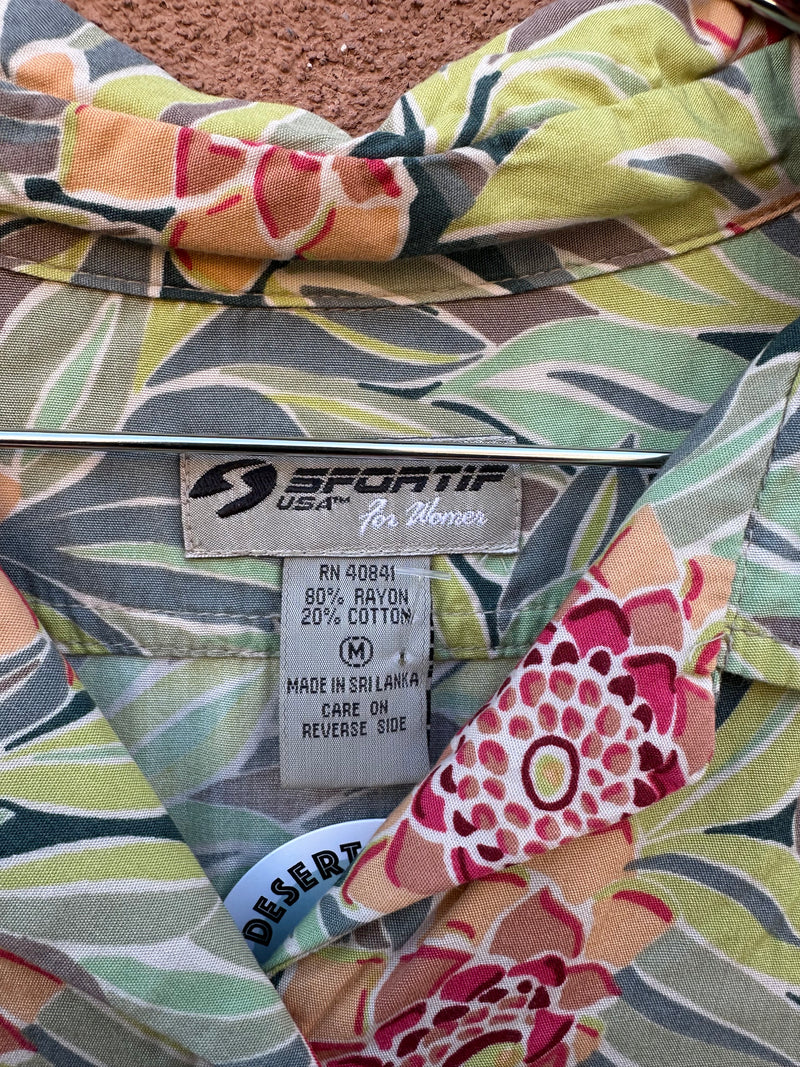 SPORTIF
USA™
For Women
RN 40841
80% RAYON
20% COTTON
M
MADE IN SRI LANKA
CARE ON
REVERSE SIDE
DESERT